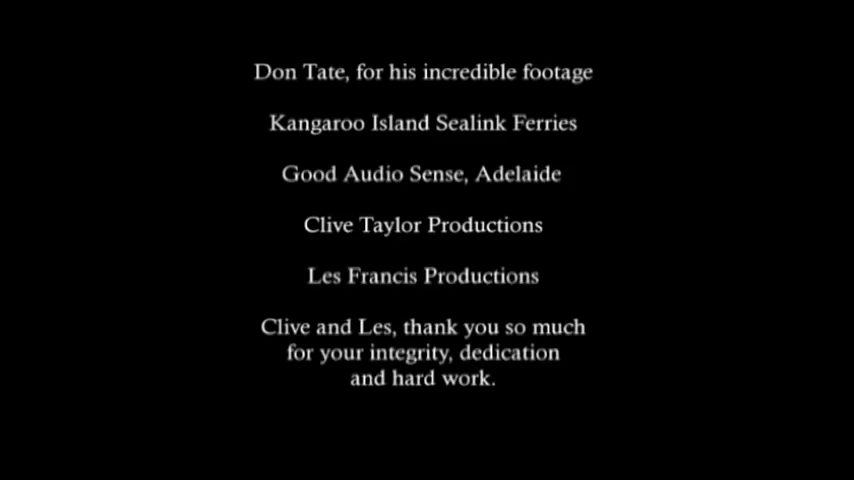 Don Tate, for his incredible footage
Kangaroo Island Sealink Ferries
Good Audio Sense, Adelaide
Clive Taylor Productions
Les Francis Productions
Clive and Les, thank you so much
for your integrity, dedication
and hard work.